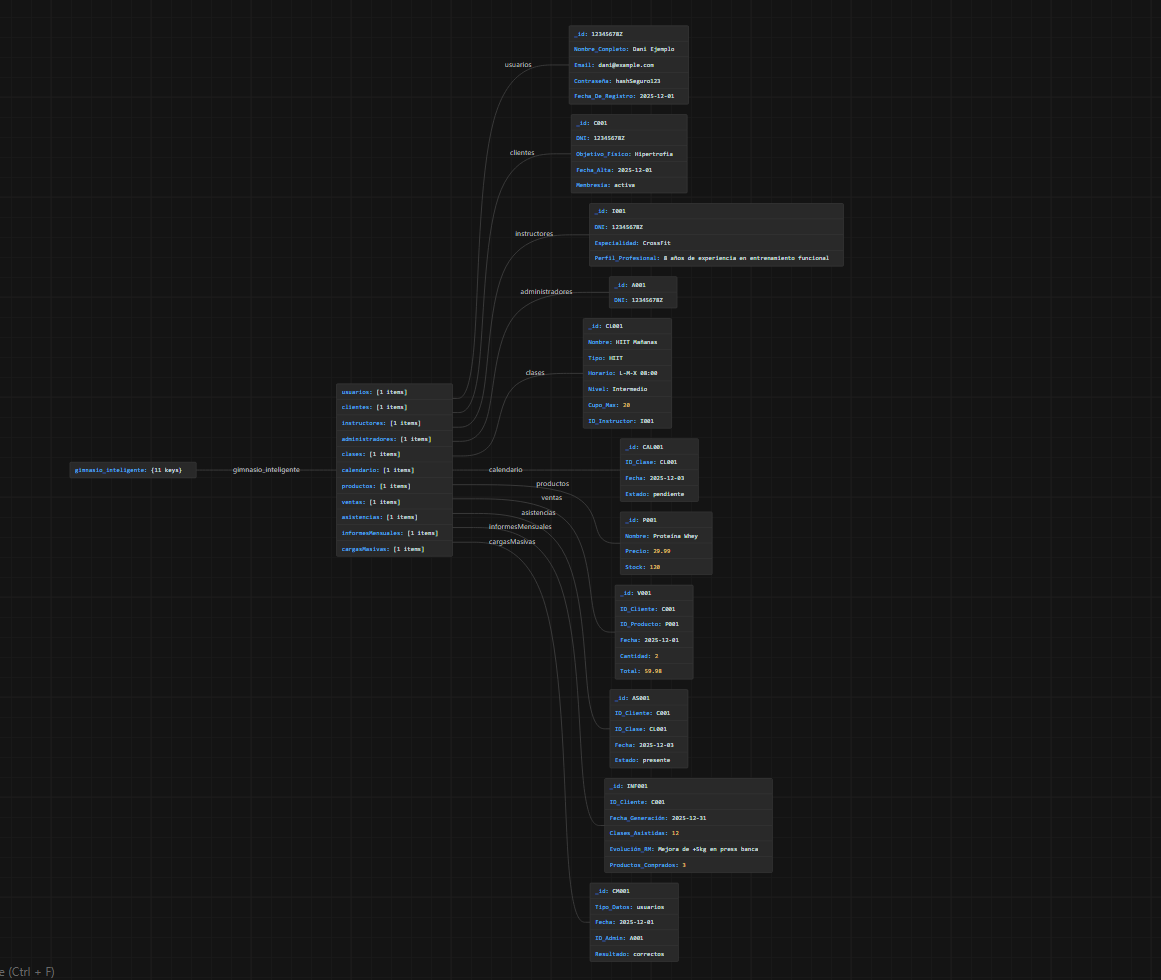 usuarios
_id: 12345678Z
Nombre_Completo: Dani Ejemplo
Email: dani@example.com
Contraseña: hashSeguro123
Fecha_De_Registro: 2025-12-01
clientes
_id: C001
DNI: 12345678Z
Objetivo_Fisico: Hipertrofia
Fecha_Alta: 2025-12-01
Membresia: activa
instructores
_id: I001
DNI: 12345678Z
Especialidad: CrossFit
Perfil_Profesional: 8 años de experiencia en entrenamiento funcional
administradores
_id: A001
DNI: 12345678Z
clases
_id: CL001
Nombre: HIIT Mañanas
Tipo: HIIT
Horario: L-M-X 08:00
Nivel: Intermedio
Cupo_Max: 20
ID_Instructor: I001
gimnasio_inteligente: {11 keys}
gimnasio_inteligente
usuarios: [1 items]
clientes: [1 items]
instructores: [1 items]
administradores: [1 items]
clases: [1 items]
calendario: [1 items]
productos: [1 items]
ventas: [1 items]
asistencias: [1 items]
informesMensuales: [1 items]
cargasMasivas: [1 items]
calendario
_id: CAL001
ID_Clase: CL001
Fecha: 2025-12-03
Estado: pendiente
productos
_id: P001
Nombre: Proteína Whey
Precio: 29.99
Stock: 120
ventas
_id: V001
ID_Cliente: C001
ID_Producto: P001
Fecha: 2025-12-01
Cantidad: 2
Total: 59.98
asistencias
_id: AS001
ID_Cliente: C001
ID_Clase: CL001
Fecha: 2025-12-03
Estado: presente
informesMensuales
_id: INF001
ID_Cliente: C001
Fecha_Generación: 2025-12-31
Clases_Asistidas: 12
Evolución_RM: Mejora de +5kg en press banca
Productos_Comprados: 3
cargasMasivas
_id: CM001
Tipo_Datos: usuarios
Fecha: 2025-12-01
ID_Admin: A001
Resultado: correctos
e (Ctrl + F)